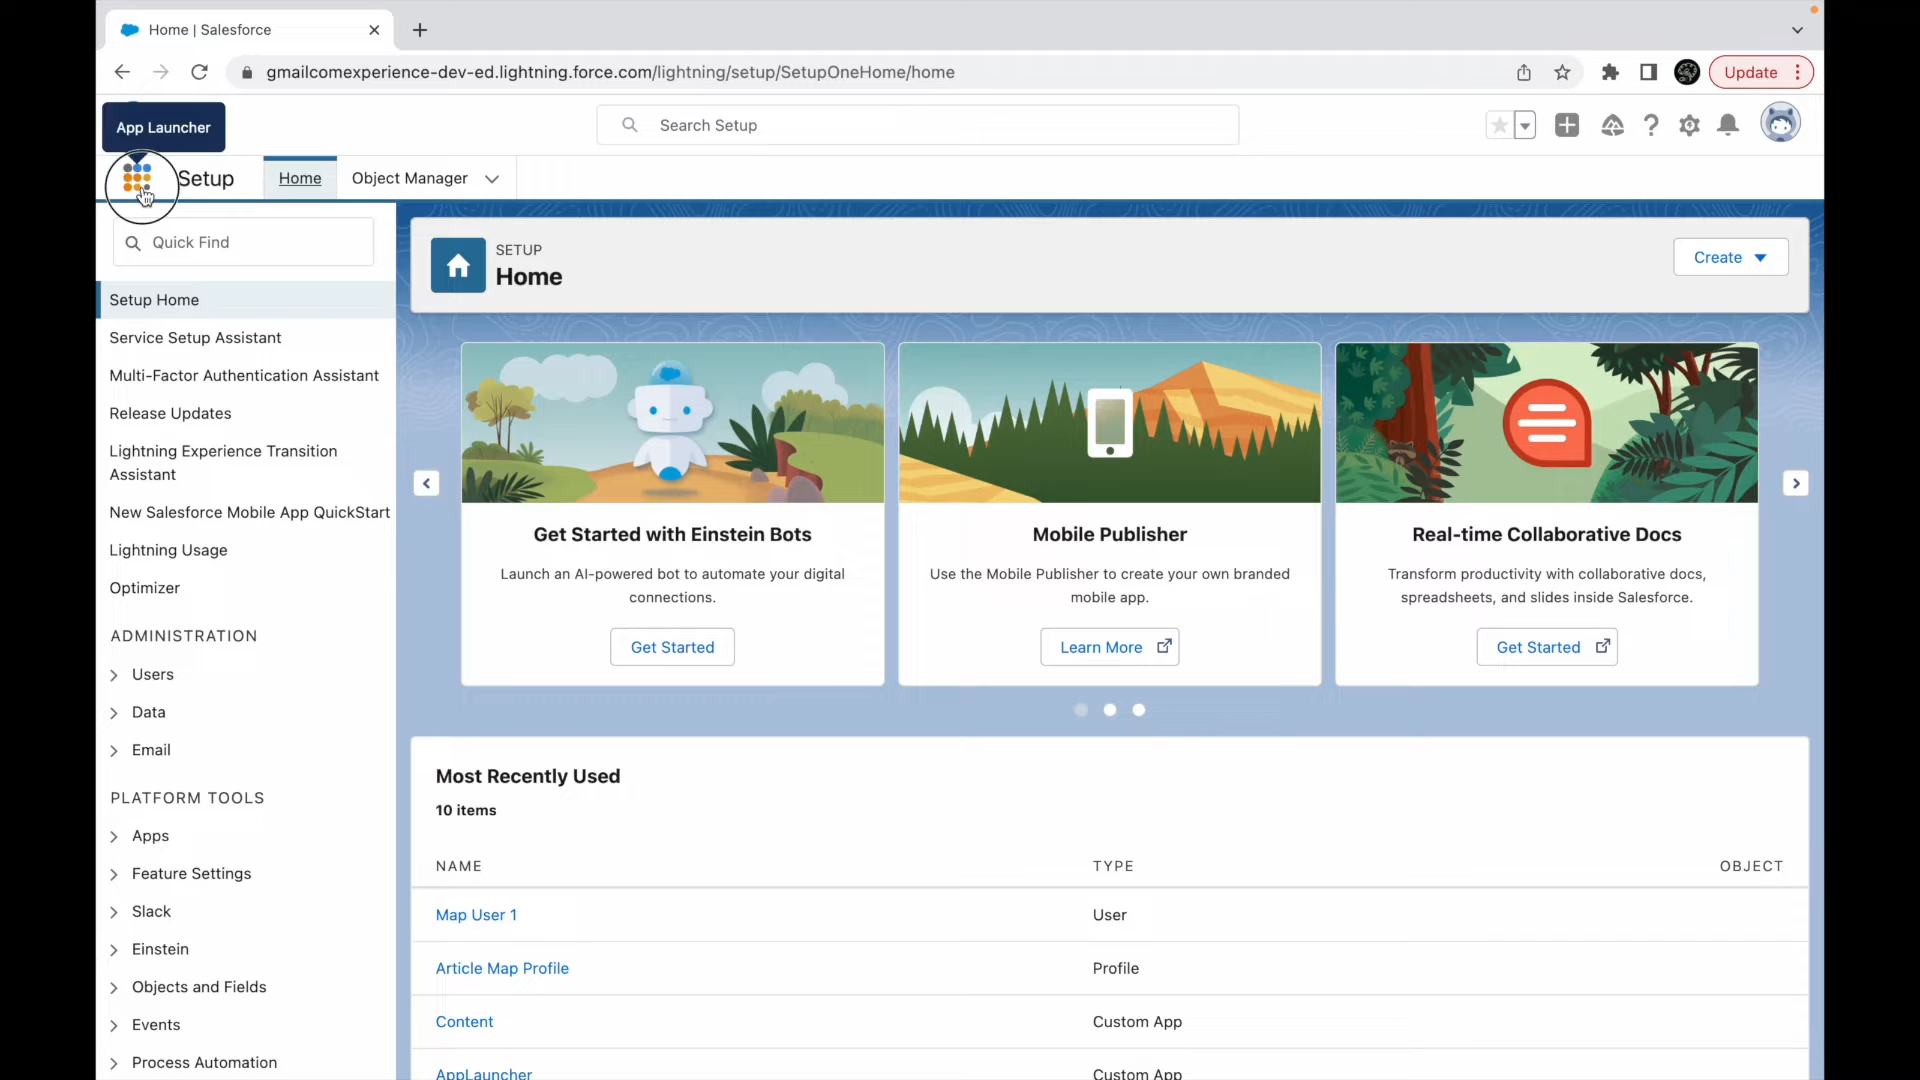 Home | Salesforce
gmailcomexperience-dev-ed.lightning.force.com/lightning/setup/SetupOneHome/home
Update
App Launcher
Search Setup
Setup
Home
Object Manager
Quick Find
Setup Home
Service Setup Assistant
Multi-Factor Authentication Assistant
Release Updates
Lightning Experience Transition
Assistant
New Salesforce Mobile App QuickStart
Lightning Usage
Optimizer
ADMINISTRATION
Users
Data
Email
PLATFORM TOOLS
Apps
Feature Settings
Slack
Einstein
Objects and Fields
Events
Process Automation
SETUP
Home
Create
Get Started with Einstein Bots
Launch an AI-powered bot to automate your digital
connections.
Get Started
Mobile Publisher
Use the Mobile Publisher to create your own branded
mobile app.
Learn More
Real-time Collaborative Docs
Transform productivity with collaborative docs,
spreadsheets, and slides inside Salesforce.
Get Started
Most Recently Used
10 items
NAME TYPE OBJECT
Map User 1 User
Article Map Profile Profile
Content Custom App
AppLauncher Custom App